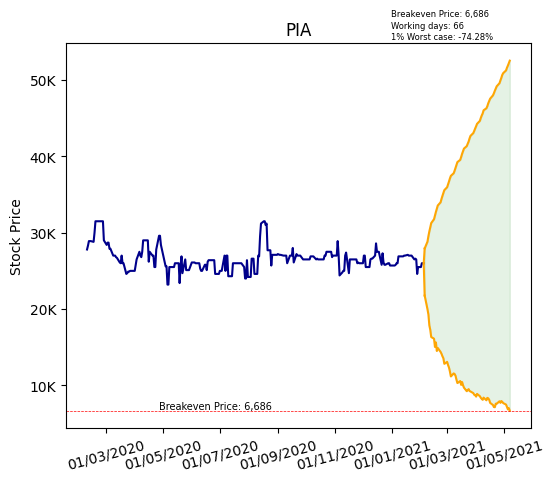 Breakeven Price: 6,686
Working days: 66
1% Worst case: -74.28%
PIA
Stock Price
50K
40K
30K
20K
10K
Breakeven Price: 6,686
01/03/2020
01/05/2020
01/07/2020
01/09/2020
01/11/2020
01/01/2021
01/03/2021
01/05/2021